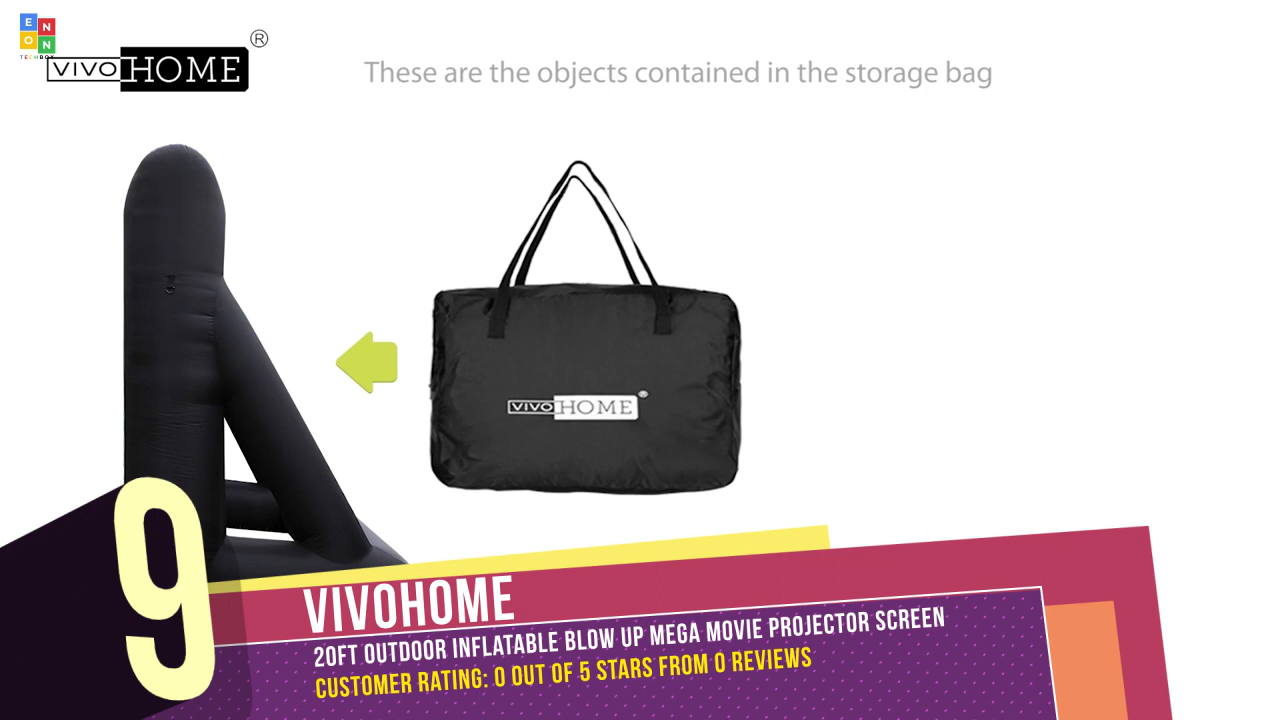 E N
O N
TECHBOT
VIVO HOME ®
These are the objects contained in the storage bag
VIVO HOME ®
9
VIVOHOME
20FT OUTDOOR INFLATABLE BLOW UP MEGA MOVIE PROJECTOR SCREEN
CUSTOMER RATING: 0 OUT OF 5 STARS FROM 0 REVIEWS